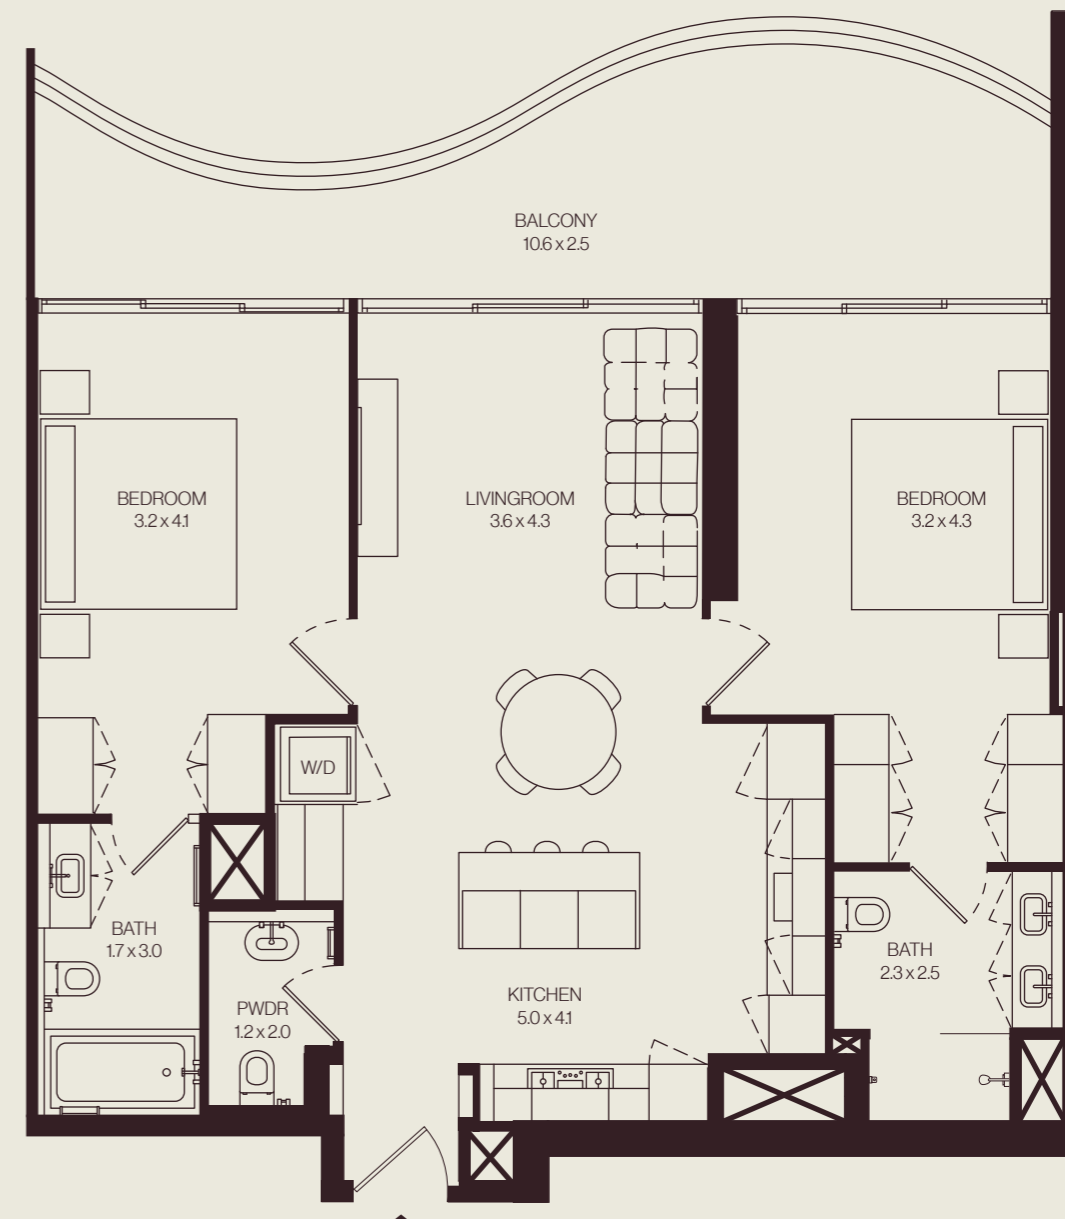 BALCONY
10.6 x 2.5
BEDROOM
3.2 x 4.1
LIVINGROOM
3.6 x 4.3
BEDROOM
3.2 x 4.3
W/D
BATH
1.7 x 3.0
PWDR
1.2 x 2.0
KITCHEN
5.0 x 4.1
BATH
2.3 x 2.5